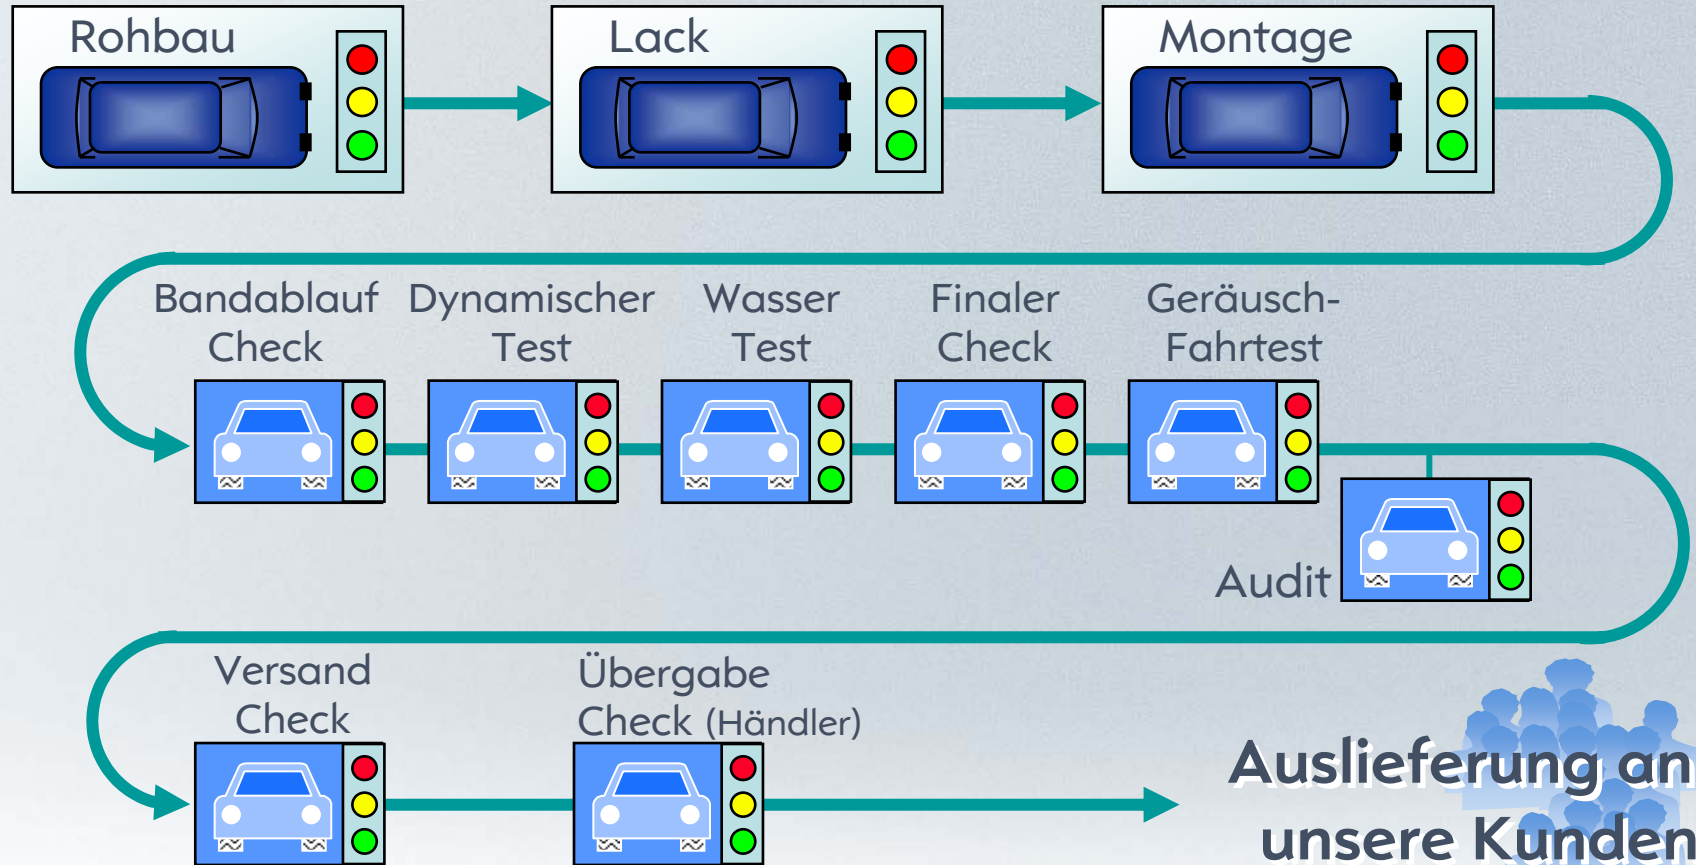 Rohbau
Lack
Montage
Bandablauf
Check
Dynamischer
Test
Wasser
Test
Finaler
Check
Geräusch-
Fahrtest
Audit
Versand
Check
Übergabe
Check (Händler)
Auslieferung an
unsere Kunden